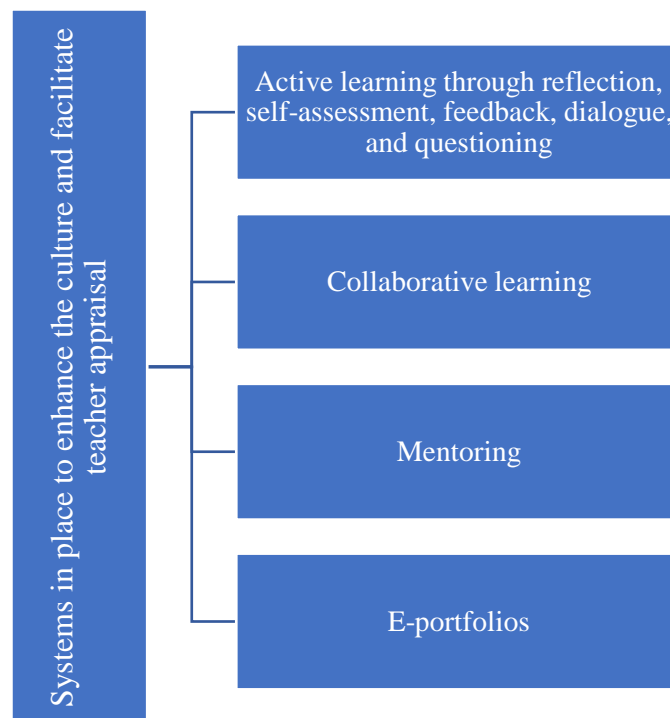 Systems in place to enhance the culture and facilitate
teacher appraisal
Active learning through reflection,
self-assessment, feedback, dialogue,
and questioning
Collaborative learning
Mentoring
E-portfolios